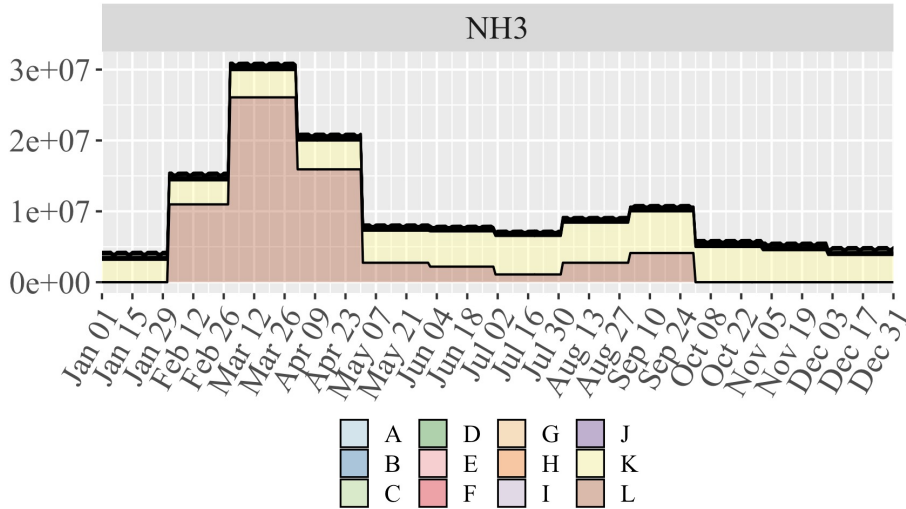 NH3
3e+07
2e+07
1e+07
0e+00
Jan 01
Jan 15
Jan 29
Feb 12
Feb 26
Mar 12
Mar 26
Apr 09
Apr 23
May 07
May 21
Jun 04
Jun 18
Jul 02
Jul 16
Jul 30
Aug 13
Aug 27
Sep 10
Sep 24
Oct 08
Oct 22
Nov 05
Nov 19
Dec 03
Dec 17
Dec 31
A D G J
B E H K
C F I L